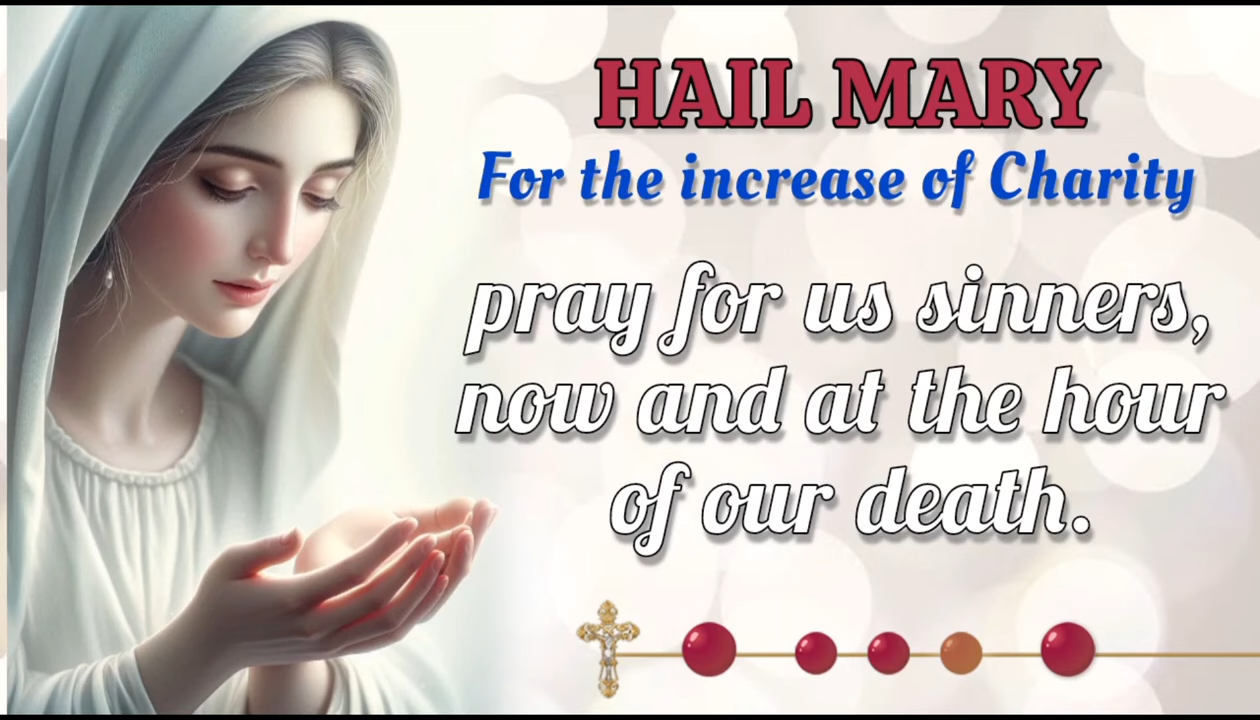 HAIL MARY
For the increase of Charity
pray for us sinners,
now and at the hour
of our death.